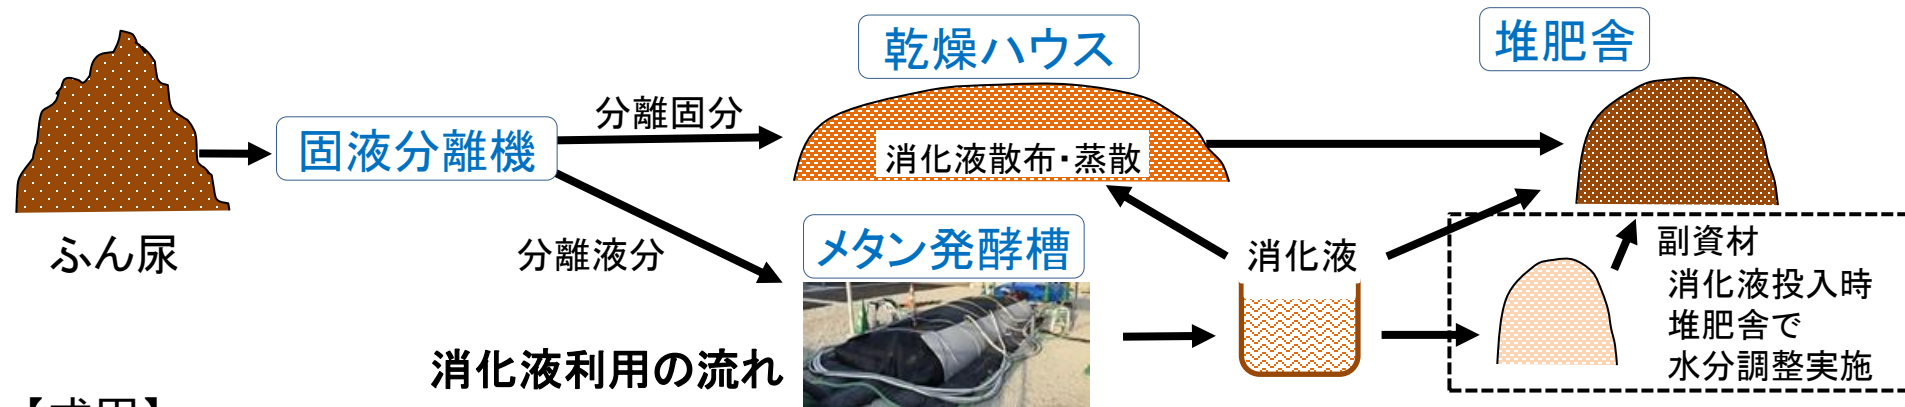 乾燥ハウス
堆肥舎
分離固分
固液分離機
消化液散布・蒸散
ふん尿
分離液分
メタン発酵槽
消化液
副資材
消化液投入時
堆肥舎で
水分調整実施
消化液利用の流れ